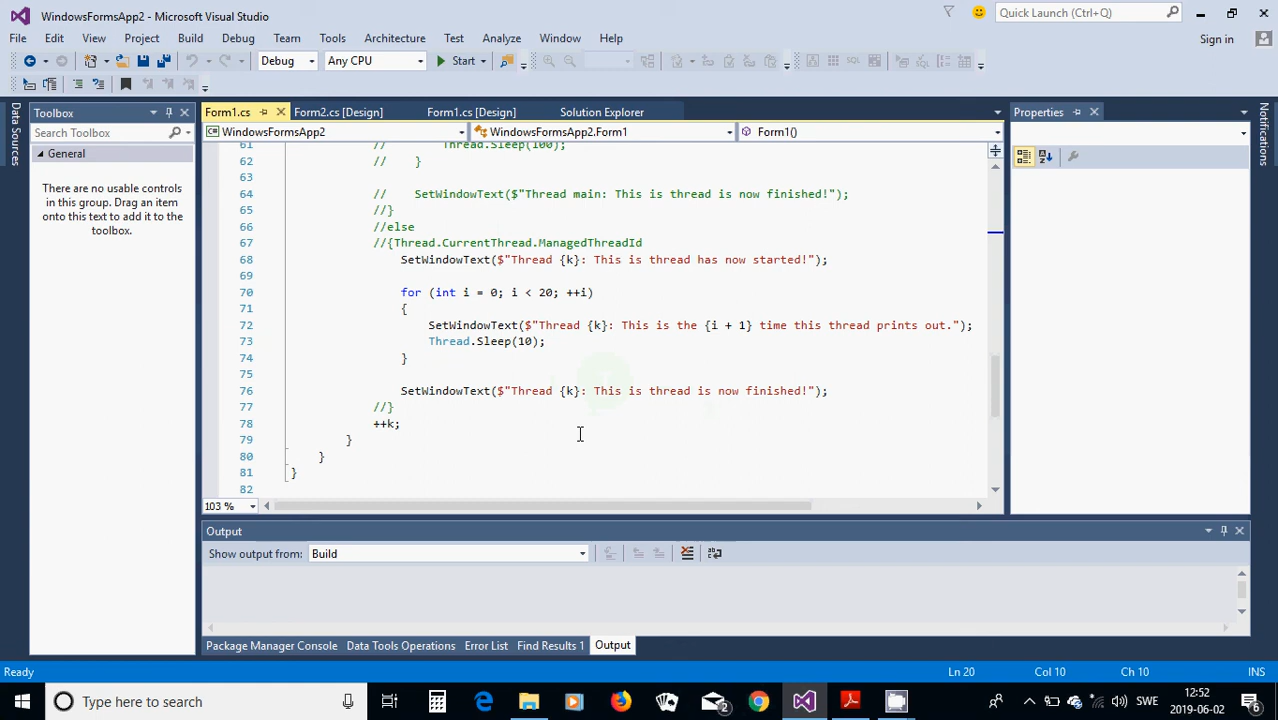 WindowsFormsApp2 - Microsoft Visual Studio
Quick Launch (Ctrl+Q)
File Edit View Project Build Debug Team Tools Architecture Test Analyze Window Help
Sign in
Debug Any CPU Start
Data Sources
Toolbox
Search Toolbox
General
There are no usable controls
in this group. Drag an item
onto this text to add it to the
toolbox.
Form1.cs Form2.cs [Design] Form1.cs [Design] Solution Explorer
WindowsFormsApp2 WindowsFormsApp2.Form1 Form1()
61 // Thread.Sleep(100);
62 // }
63
64 // SetWindowText($"Thread main: This is thread is now finished!");
65 //}
66 //else
67 //{Thread.CurrentThread.ManagedThreadId
68 SetWindowText($"Thread {k}: This is thread has now started!");
69
70 for (int i = 0; i < 20; ++i)
71 {
72 SetWindowText($"Thread {k}: This is the {i + 1} time this thread prints out.");
73 Thread.Sleep(10);
74 }
75
76 SetWindowText($"Thread {k}: This is thread is now finished!");
77 //}
78 ++k;
79 }
80 }
81 }
82
103 %
Properties
Notifications
Output
Show output from: Build
Package Manager Console Data Tools Operations Error List Find Results 1 Output
Ready Ln 20 Col 10 Ch 10 INS
Type here to search
2
SWE
12:52
2019-06-02
6